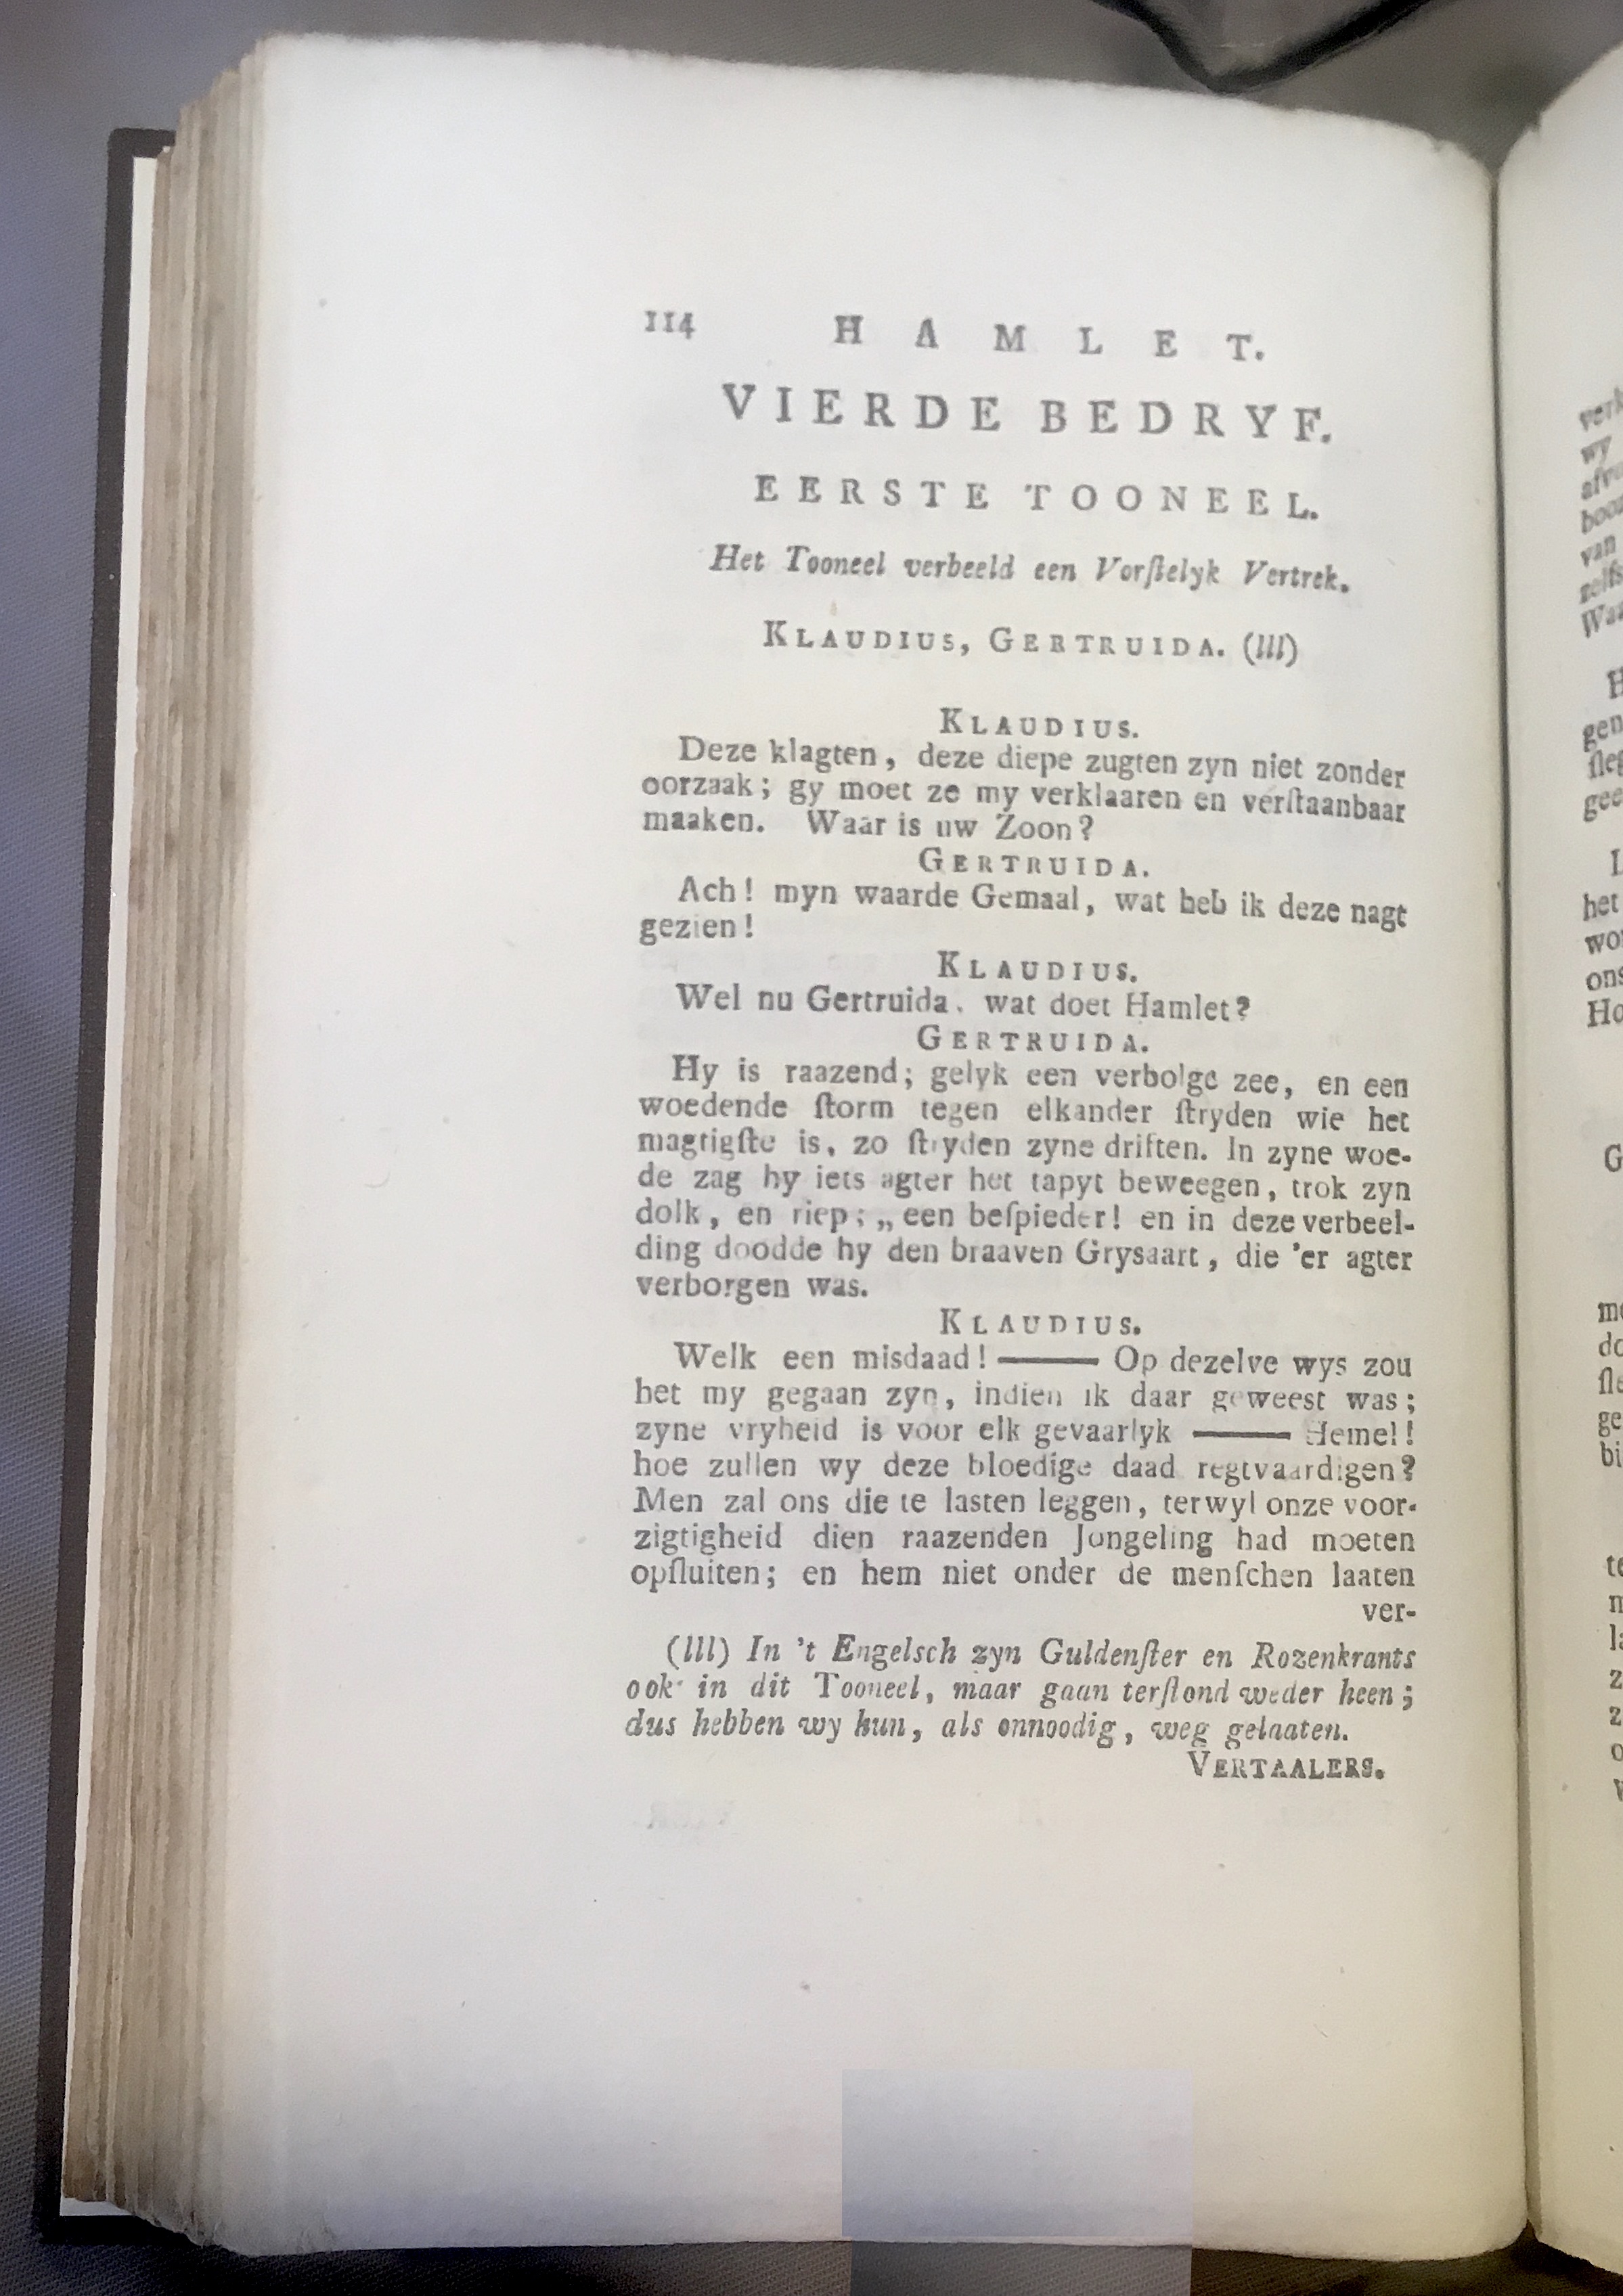 114 HAMLET.
VIERDE BEDRYF.
EERSTE TOONEEL.
Het Tooneel verbeeld een Vorſtelyk Vertrek.
KLAUDIUS, GERTRUIDA. (lll)
KLAUDIUS.
Deze klagten, deze diepe zugten zyn niet zonder
oorzaak; gy moet ze my verklaaren en verſtaanbaar
maaken. Waar is uw Zoon?
GERTRUIDA.
Ach! myn waarde Gemaal, wat heb ik deze nagt
gezien!
KLAUDIUS.
Wel nu Gertruida, wat doet Hamlet?
GERTRUIDA.
Hy is raazend; gelyk een verbolge zee, en een
woedende ſtorm tegen elkander ſtryden wie het
magtigſte is, zo ſtryden zyne driften. In zyne woe-
de zag hy iets agter het tapyt beweegen, trok zyn
dolk, en riep; „een beſpieder! en in deze verbeel-
ding doodde hy den braaven Grysaart, die 'er agter
verborgen was.
KLAUDIUS.
Welk een misdaad! —— Op dezelve wys zou
het my gegaan zyn, indien ik daar geweest was;
zyne vryheid is voor elk gevaarlyk —— Hemel!
hoe zullen wy deze bloedige daad regtvaardigen?
Men zal ons die te lasten leggen, terwyl onze voor-
zigtigheid dien raazenden Jongeling had moeten
opſluiten; en hem niet onder de menſchen laaten
ver-
(lll) In 't Engelsch zyn Guldenſter en Rozenkrants
ook in dit Tooneel, maar gaan terſtond weder heen;
dus hebben wy hun, als onnoodig, weg gelaaten.
VERTAALERS.
wy
van
het